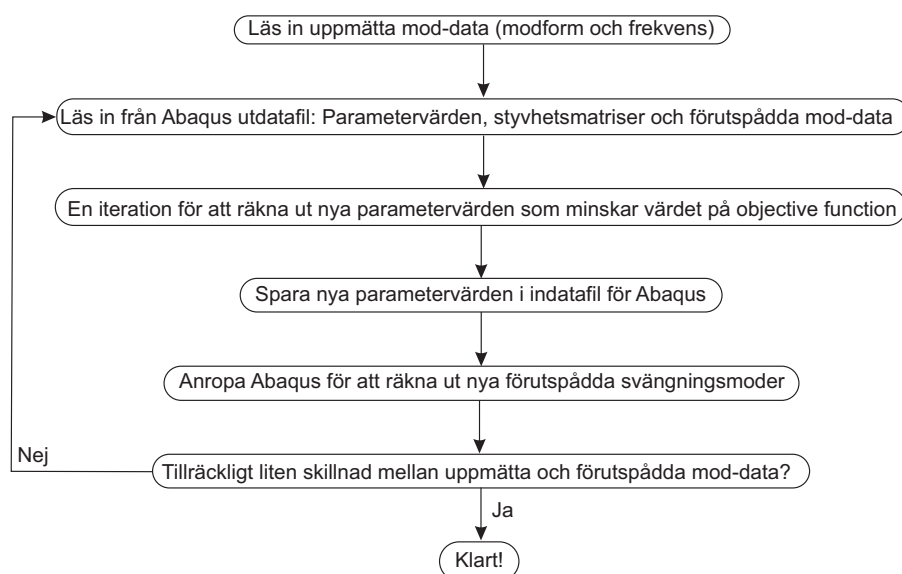 Läs in uppmätta mod-data (modform och frekvens)
Läs in från Abaqus utdatafil: Parametervärden, styvhetsmatriser och förutspådda mod-data
En iteration för att räkna ut nya parametervärden som minskar värdet på objective function
Spara nya parametervärden i indatafil för Abaqus
Anropa Abaqus för att räkna ut nya förutspådda svängningsmoder
Nej
Tillräckligt liten skillnad mellan uppmätta och förutspådda mod-data?
Ja
Klart!